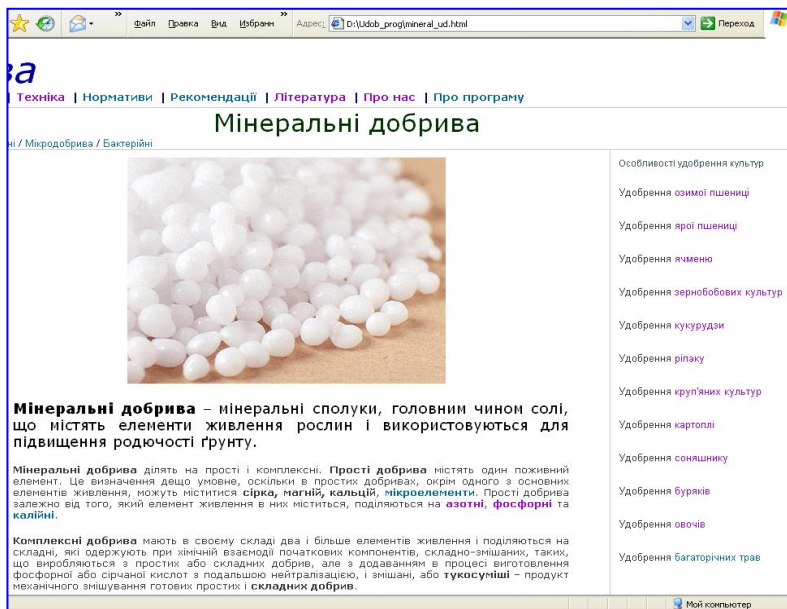 » Файл Правка Вид Избранн » Адрес: D:\Udob_prog\mineral_ud.html Переход
ва
| Техніка | Нормативи | Рекомендації | Література | Про нас | Про програму
Мінеральні добрива
ні / Мікродобрива / Бактерійні
Особливості удобрення культур
Удобрення озимої пшениці
Удобрення ярої пшениці
Удобрення ячменю
Удобрення зернобобових культур
Удобрення кукурудзи
Удобрення ріпаку
Удобрення круп'яних культур
Удобрення картоплі
Удобрення соняшнику
Удобрення буряків
Удобрення овочів
Удобрення багаторічних трав
Мінеральні добрива – мінеральні сполуки, головним чином солі,
що містять елементи живлення рослин і використовуються для
підвищення родючості ґрунту.
Мінеральні добрива ділять на прості і комплексні. Прості добрива містять один поживний
елемент. Це визначення дещо умовне, оскільки в простих добривах, окрім одного з основних
елементів живлення, можуть міститися сірка, магній, кальцій, мікроелементи. Прості добрива
залежно від того, який елемент живлення в них міститься, поділяються на азотні, фосфорні та
калійні.
Комплексні добрива мають в своєму складі два і більше елементів живлення і поділяються на
складні, які одержують при хімічній взаємодії початкових компонентів, складно-змішаних, таких,
що виробляються з простих або складних добрив, але з додаванням в процесі виготовлення
фосфорної або сірчаної кислот з подальшою нейтралізацією, і змішані, або тукосуміші – продукт
механічного змішування готових простих і складних добрив.
Мой компьютер